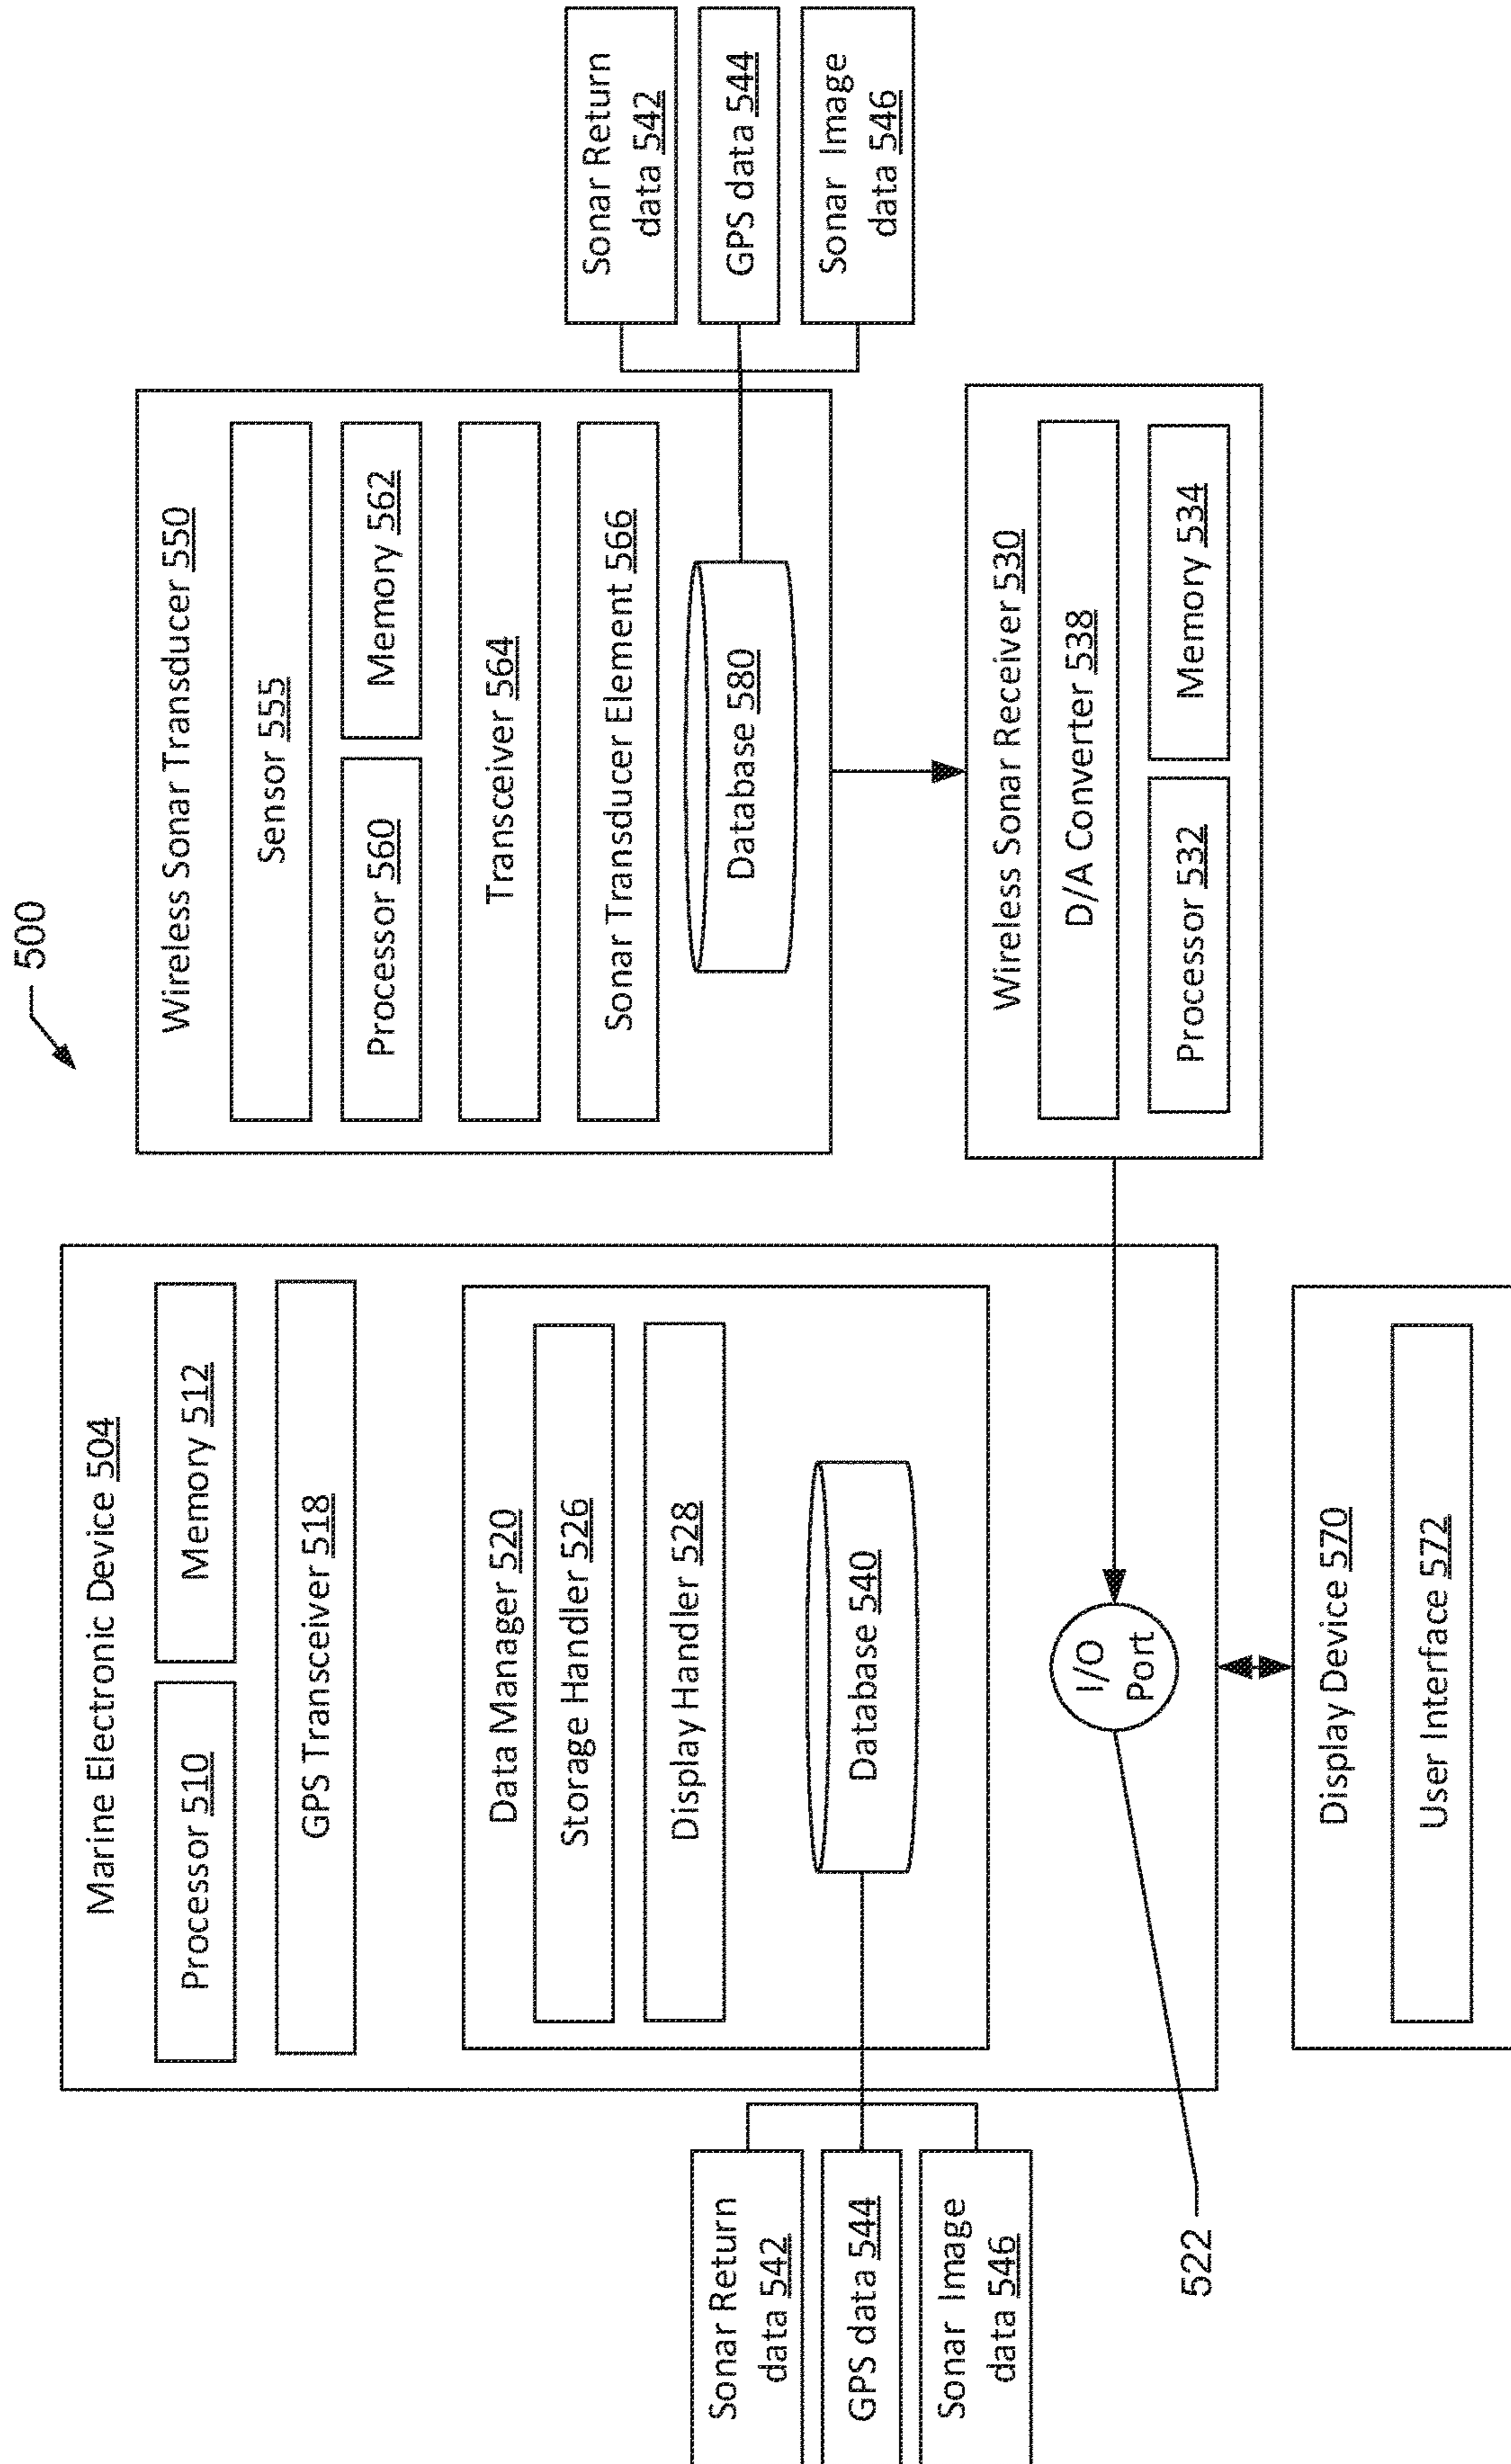 500
Marine Electronic Device 504
Processor 510
Memory 512
GPS Transceiver 518
Data Manager 520
Storage Handler 526
Display Handler 528
Database 540
Sonar Return
data 542
GPS data 544
Sonar Image
data 546
I/O
Port
522
Display Device 570
User Interface 572
Wireless Sonar Transducer 550
Sensor 555
Processor 560
Memory 562
Transceiver 564
Sonar Transducer Element 566
Database 580
Sonar Return
data 542
GPS data 544
Sonar Image
data 546
Wireless Sonar Receiver 530
D/A Converter 538
Processor 532
Memory 534